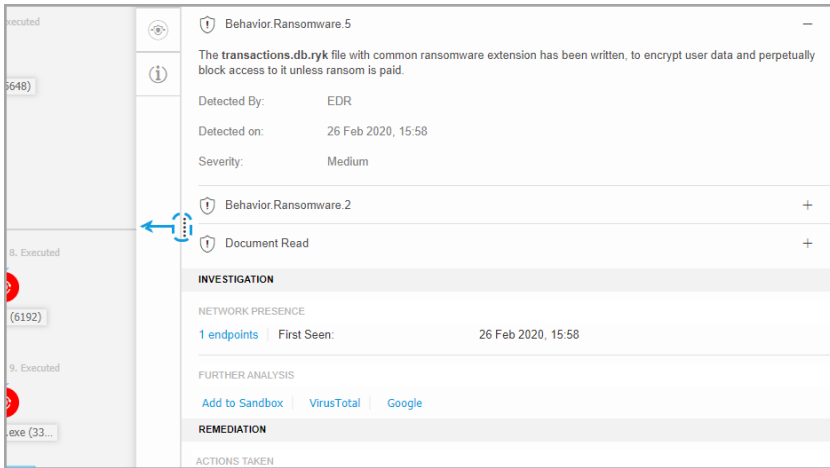 xecuted
5648)
8. Executed
(6192)
9. Executed
.exe (33...
Behavior.Ransomware.5
The transactions.db.ryk file with common ransomware extension has been written, to encrypt user data and perpetually
block access to it unless ransom is paid.
Detected By: EDR
Detected on: 26 Feb 2020, 15:58
Severity: Medium
Behavior.Ransomware.2
Document Read
INVESTIGATION
NETWORK PRESENCE
1 endpoints First Seen: 26 Feb 2020, 15:58
FURTHER ANALYSIS
Add to Sandbox VirusTotal Google
REMEDIATION
ACTIONS TAKEN